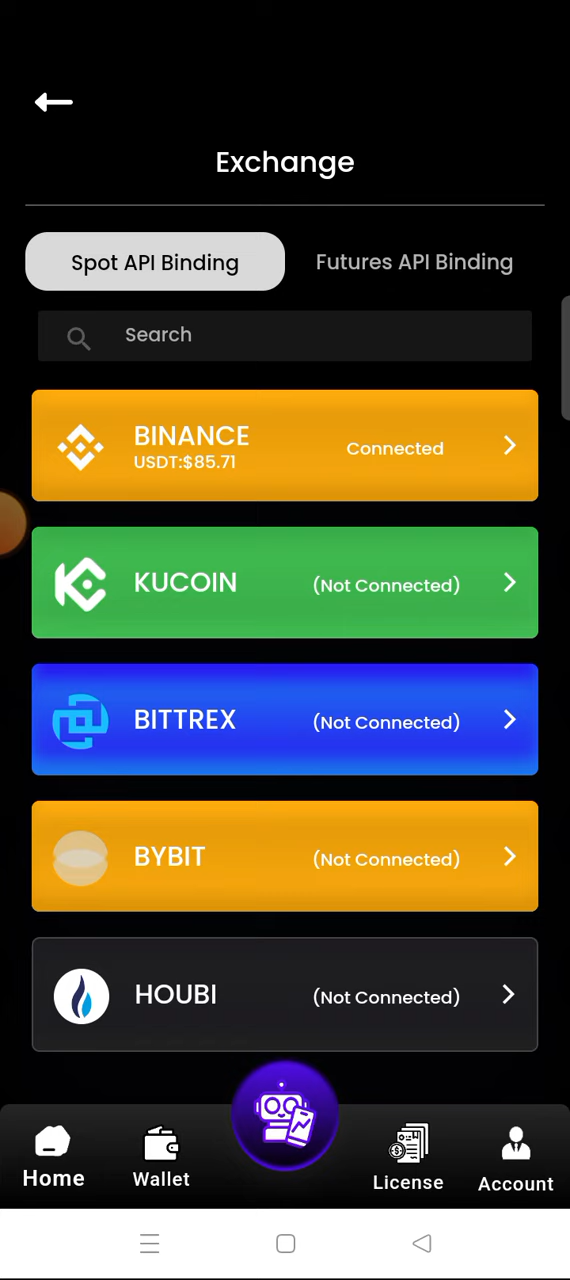 Exchange
Spot API Binding
Futures API Binding
Search
BINANCE
USDT:$85.71
Connected
KUCOIN
(Not Connected)
BITTREX
(Not Connected)
BYBIT
(Not Connected)
HOUBI
(Not Connected)
Home
Wallet
License
Account